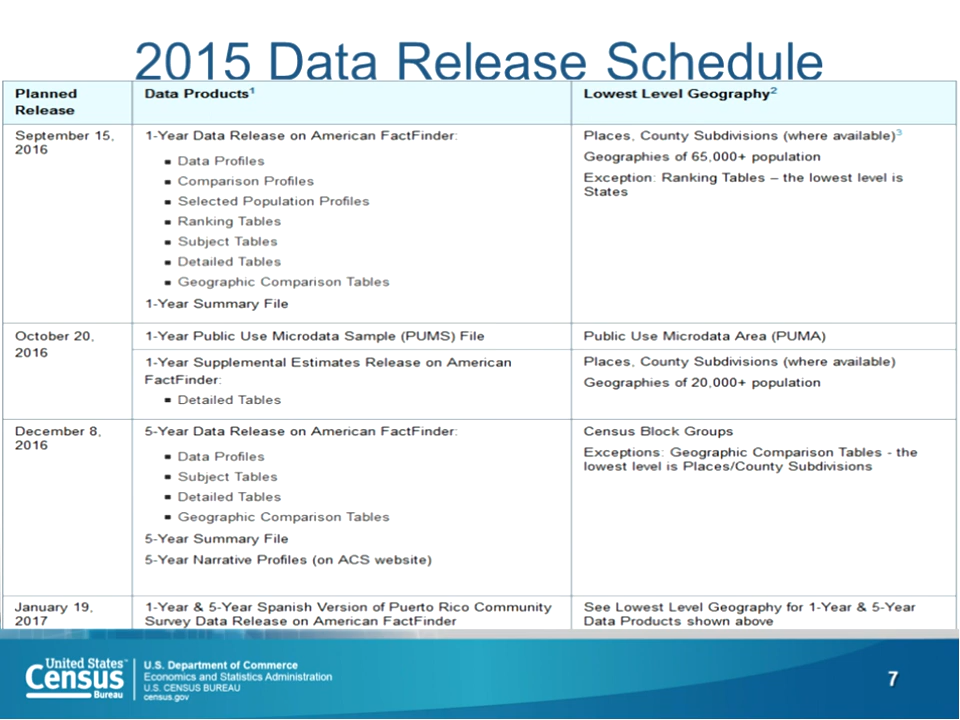 2015 Data Release Schedule
Planned
Release
Data Products1
Lowest Level Geography2
September 15,
2016
1-Year Data Release on American FactFinder:
▪ Data Profiles
▪ Comparison Profiles
▪ Selected Population Profiles
▪ Ranking Tables
▪ Subject Tables
▪ Detailed Tables
▪ Geographic Comparison Tables
1-Year Summary File
Places, County Subdivisions (where available)3
Geographies of 65,000+ population
Exception: Ranking Tables – the lowest level is
States
October 20,
2016
1-Year Public Use Microdata Sample (PUMS) File
Public Use Microdata Area (PUMA)
1-Year Supplemental Estimates Release on American
FactFinder:
▪ Detailed Tables
Places, County Subdivisions (where available)
Geographies of 20,000+ population
December 8,
2016
5-Year Data Release on American FactFinder:
▪ Data Profiles
▪ Subject Tables
▪ Detailed Tables
▪ Geographic Comparison Tables
5-Year Summary File
5-Year Narrative Profiles (on ACS website)
Census Block Groups
Exceptions: Geographic Comparison Tables - the
lowest level is Places/County Subdivisions
January 19,
2017
1-Year & 5-Year Spanish Version of Puerto Rico Community
Survey Data Release on American FactFinder
See Lowest Level Geography for 1-Year & 5-Year
Data Products shown above
United States™
Census
Bureau
U.S. Department of Commerce
Economics and Statistics Administration
U.S. CENSUS BUREAU
census.gov
7